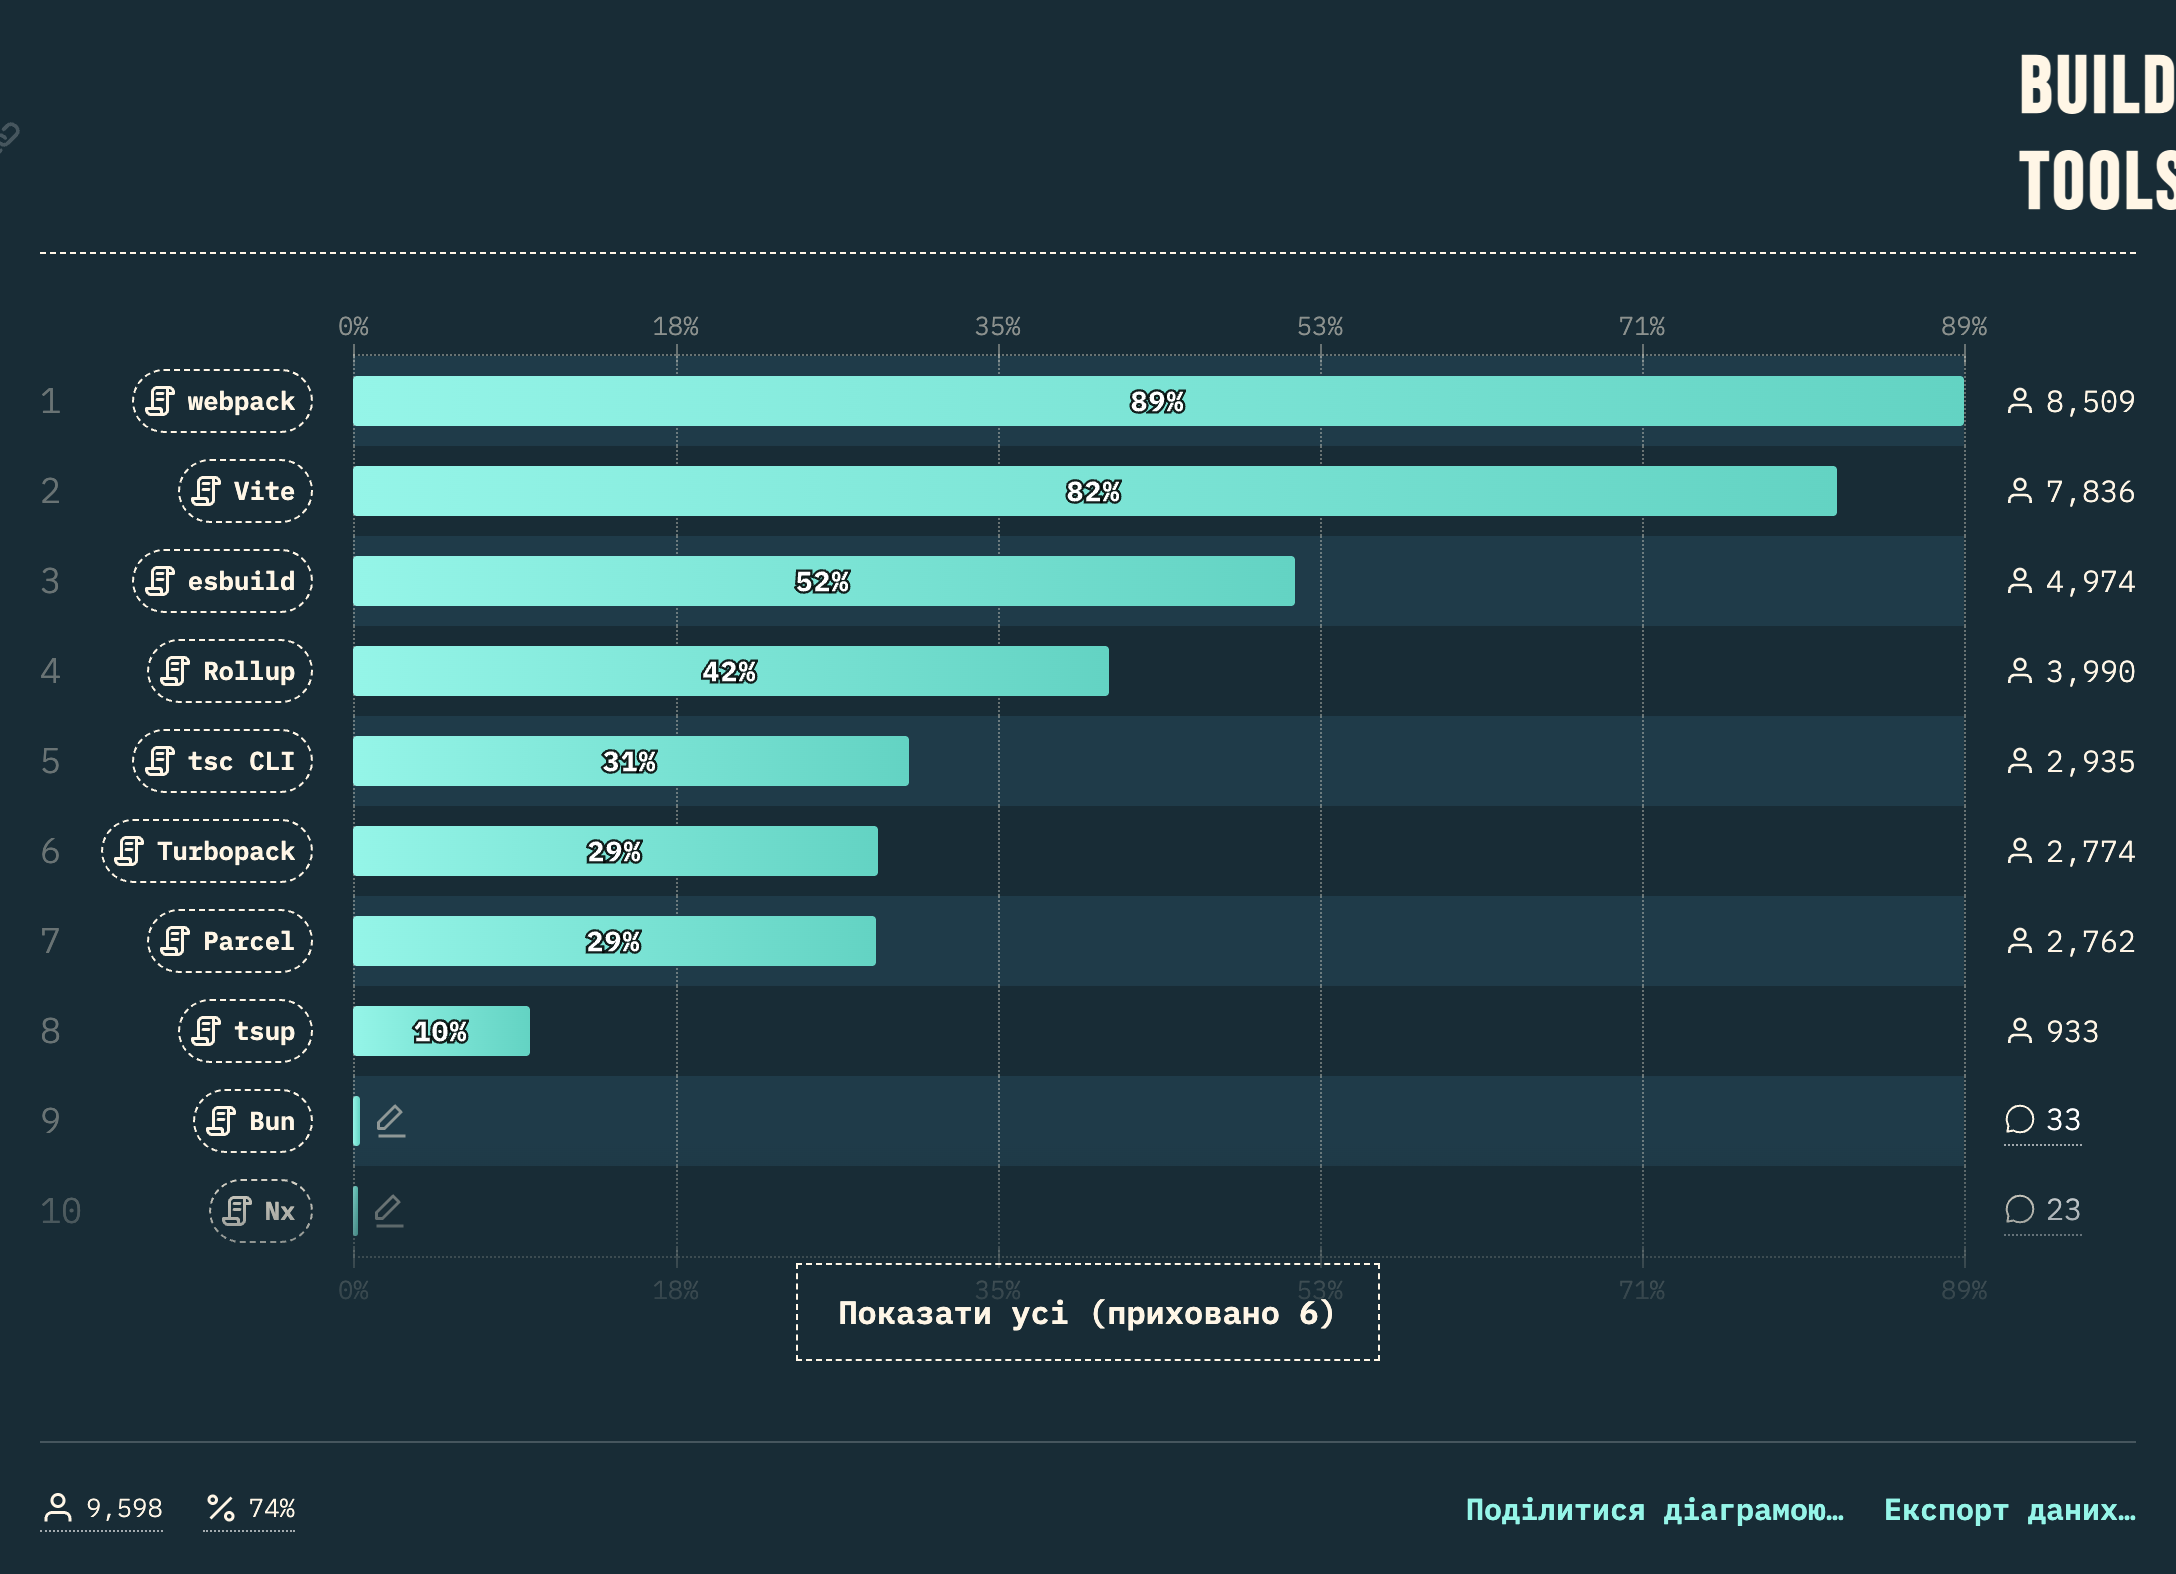 BUILD
TOOLS
0% 18% 35% 53% 71% 89%
1 webpack 89% 8,509
2 Vite 82% 7,836
3 esbuild 52% 4,974
4 Rollup 42% 3,990
5 tsc CLI 31% 2,935
6 Turbopack 29% 2,774
7 Parcel 29% 2,762
8 tsup 10% 933
9 Bun 33
10 Nx 23
0% 18% 35% 53% 71% 89%
Показати усі (приховано 6)
9,598 74% Поділитися діаграмою… Експорт даних…